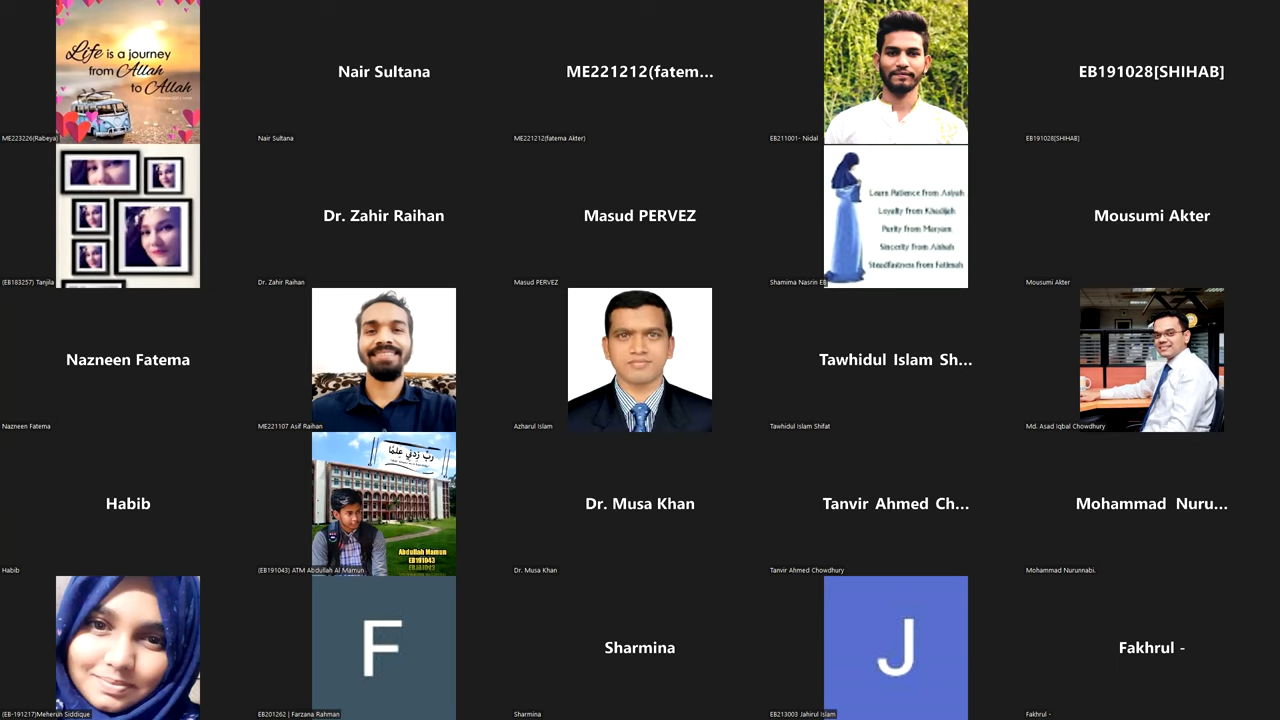 Life is a journey
from Allah
to Allah
ME223226(Rabeya)
Nair Sultana
Nair Sultana
ME221212(fatem...
ME221212(fatema Akter)
EB211001- Nidal
EB191028[SHIHAB]
EB191028[SHIHAB]
(EB183257) Tanjila
Dr. Zahir Raihan
Dr. Zahir Raihan
Masud PERVEZ
Masud PERVEZ
Learn Patience from Asiyah
Loyalty from Khadijah
Purity from Maryam
Sincerity from Aishah
Steadfastness from Fatimah
Shamima Nasrin EB
Mousumi Akter
Mousumi Akter
Nazneen Fatema
Nazneen Fatema
ME221107 Asif Raihan
Azharul Islam
Tawhidul Islam Sh...
Tawhidul Islam Shifat
Md. Asad Iqbal Chowdhury
Habib
Habib
رَبِّ زِدْنِي عِلْمًا
Abdullah Mamun
EB191043
(EB191043) ATM Abdullah Al Mamun
Dr. Musa Khan
Dr. Musa Khan
Tanvir Ahmed Ch...
Tanvir Ahmed Chowdhury
Mohammad Nuru...
Mohammad Nurunnabi.
(EB-191217)Meherun Siddique
F
EB201262 | Farzana Rahman
Sharmina
Sharmina
J
EB213003 Jahirul Islam
Fakhrul -
Fakhrul -